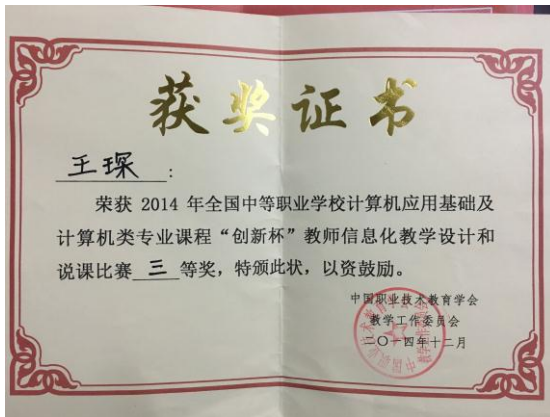 获奖证书
王琛：
荣获 2014 年全国中等职业学校计算机应用基础及
计算机类专业课程“创新杯”教师信息化教学设计和
说课比赛三等奖，特颁此状，以资鼓励。
中国职业技术教育学会
教学工作委员会
二〇一四年十二月